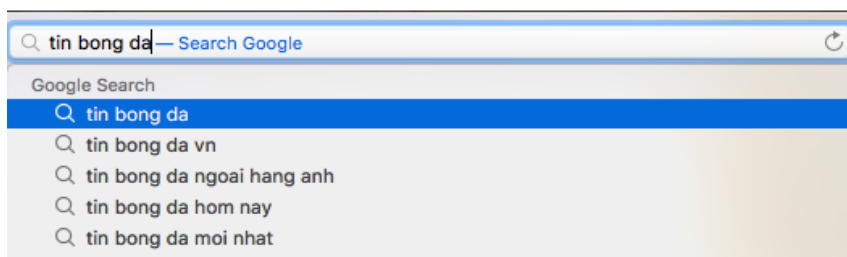 tin bong da — Search Google
Google Search
tin bong da
tin bong da vn
tin bong da ngoai hang anh
tin bong da hom nay
tin bong da moi nhat